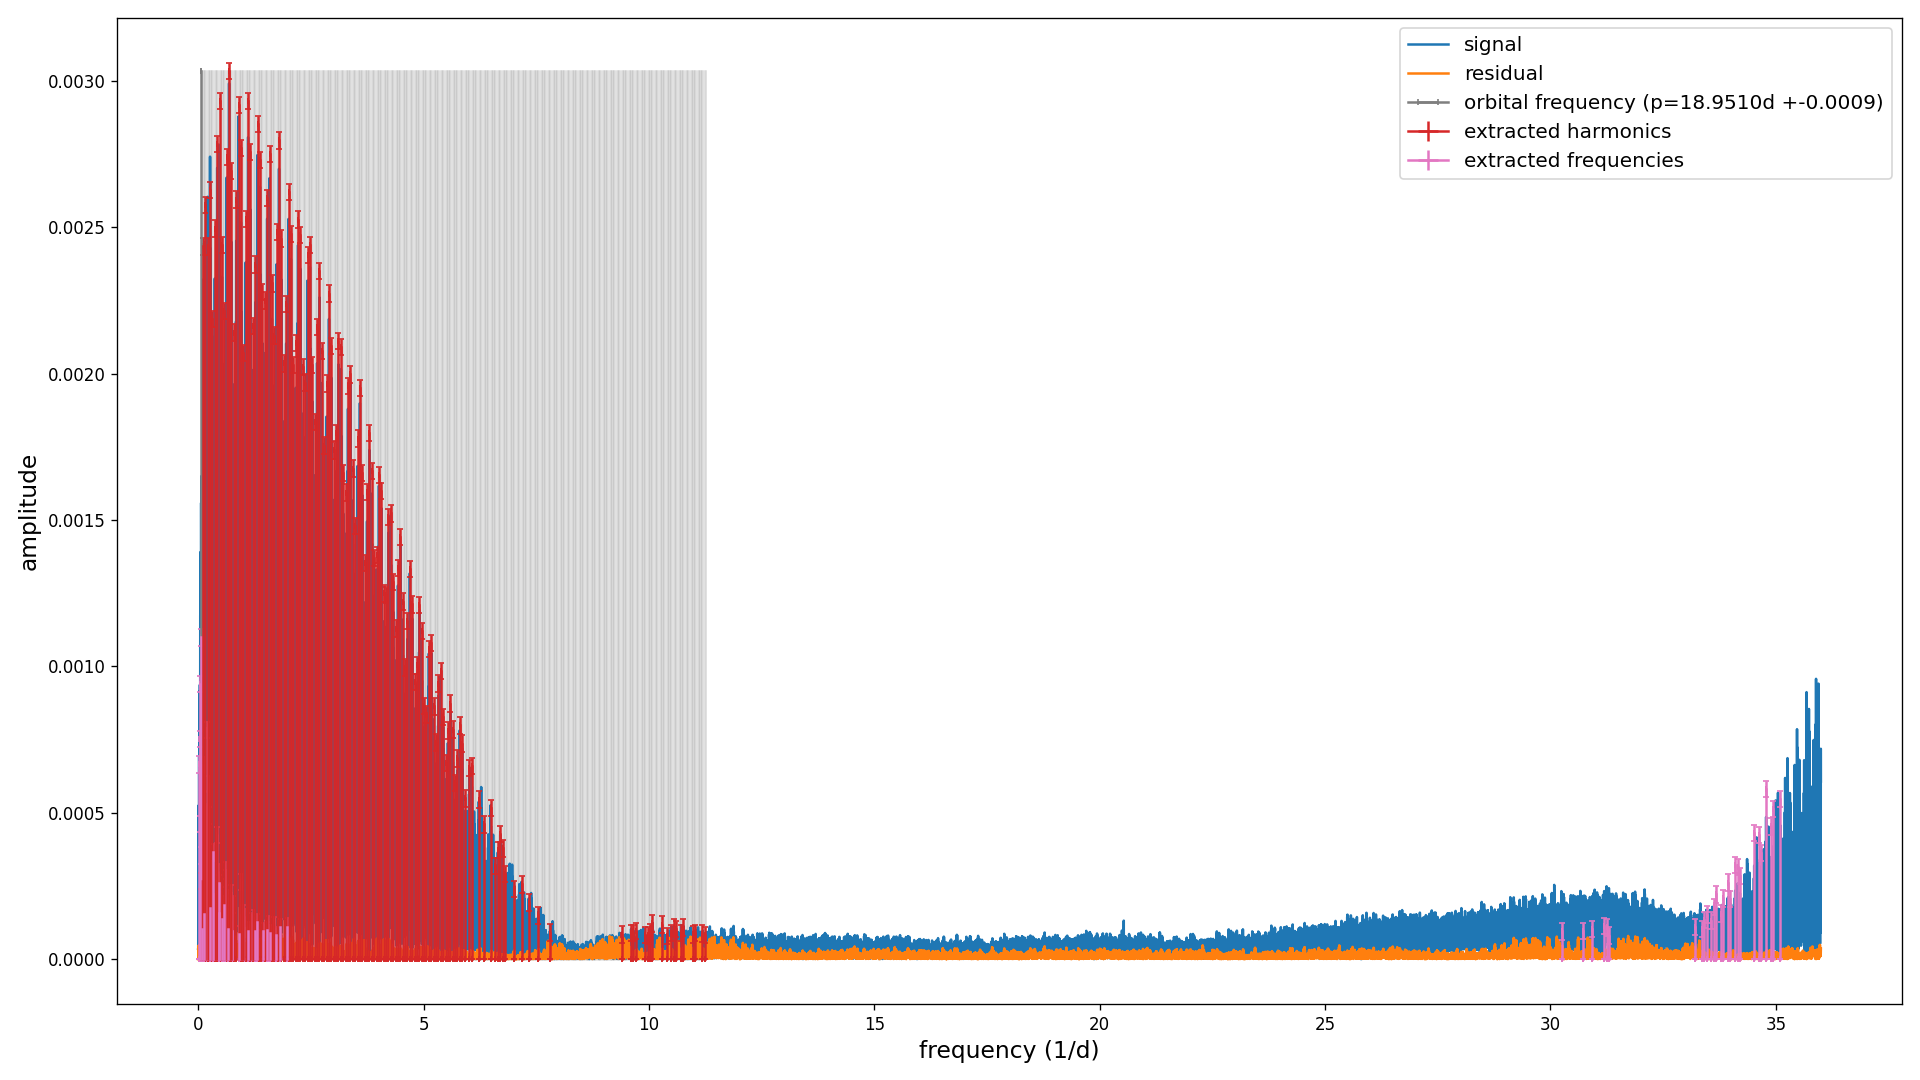 signal
residual
orbital frequency (p=18.9510d +-0.0009)
extracted harmonics
extracted frequencies
0.0030
0.0025
0.0020
0.0015
0.0010
0.0005
0.0000
amplitude
0 5 10 15 20 25 30 35
frequency (1/d)